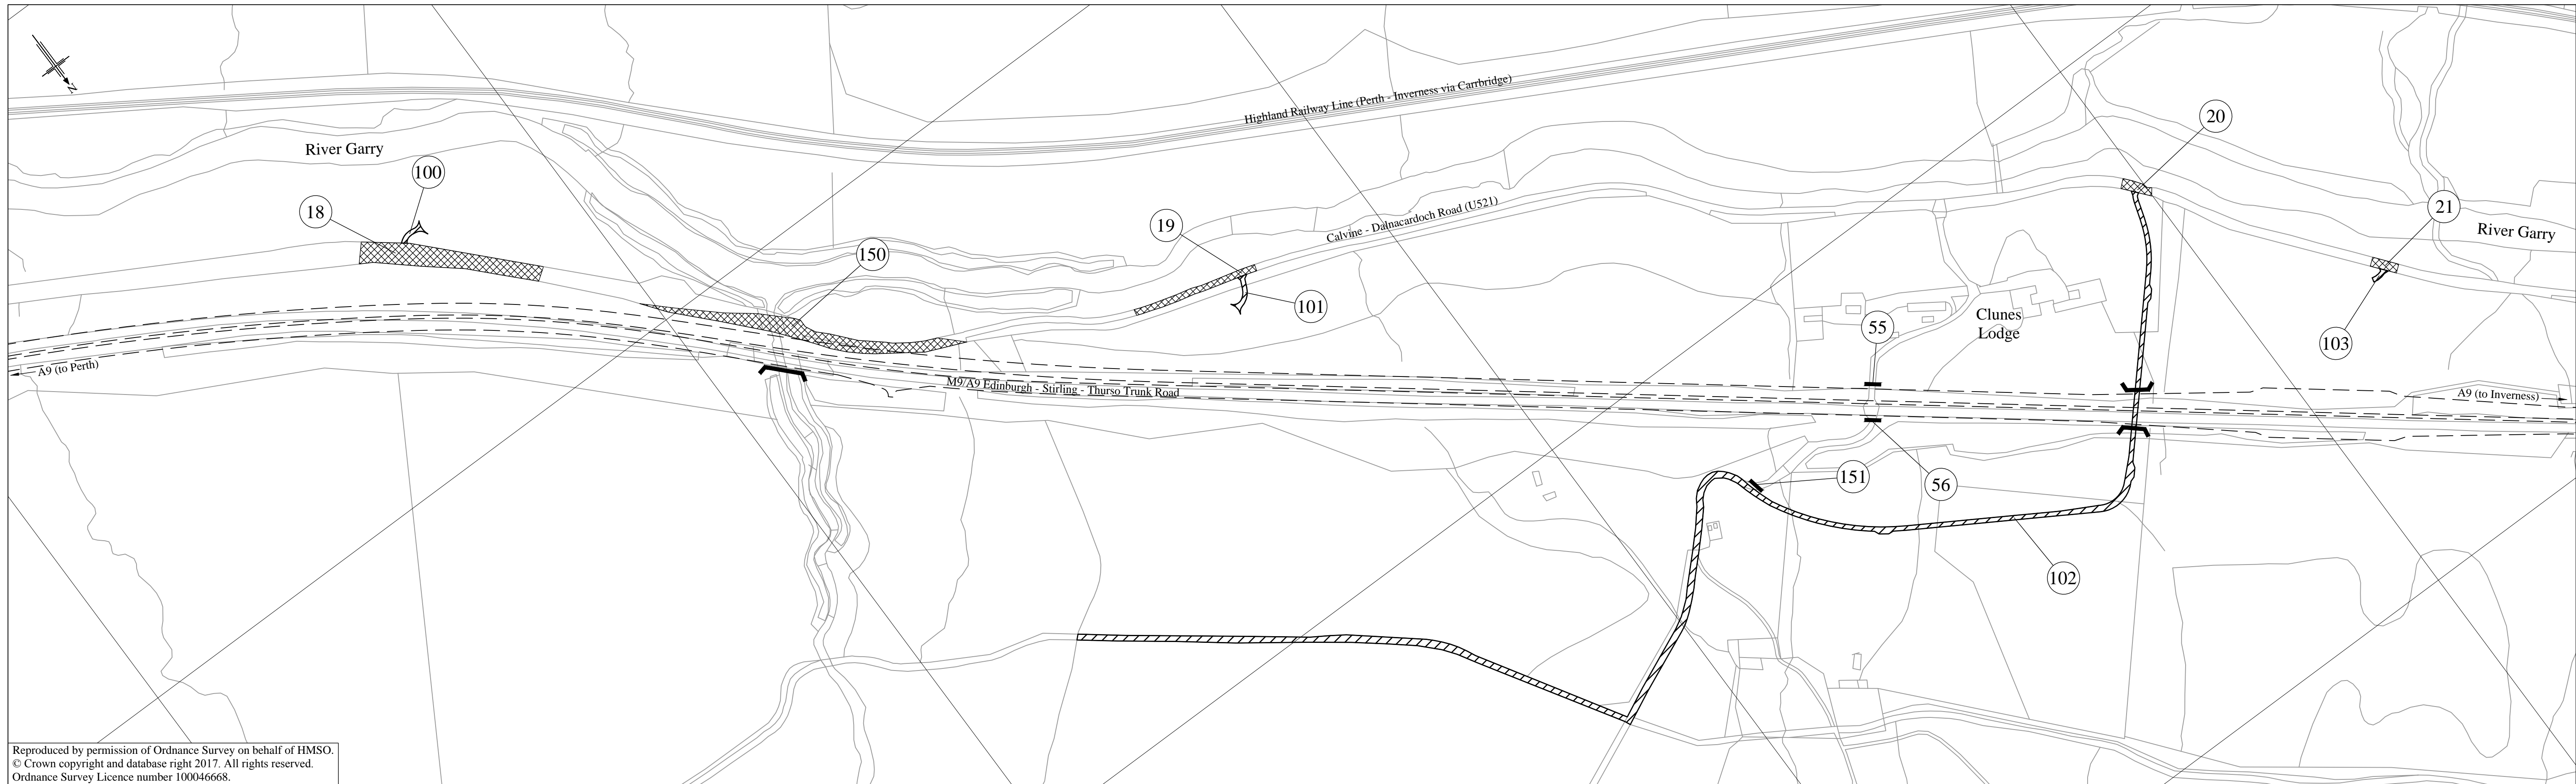 N
Highland Railway Line (Perth - Inverness via Carrbridge)
20
River Garry
100
18
21
19
Calvine - Dalnacardoch Road (U521)
River Garry
150
101
Clunes
Lodge
55
103
A9 (to Perth)
M9/A9 Edinburgh - Stirling - Thurso Trunk Road
A9 (to Inverness)
151
56
102
Reproduced by permission of Ordnance Survey on behalf of HMSO.
© Crown copyright and database right 2017. All rights reserved.
Ordnance Survey Licence number 100046668.